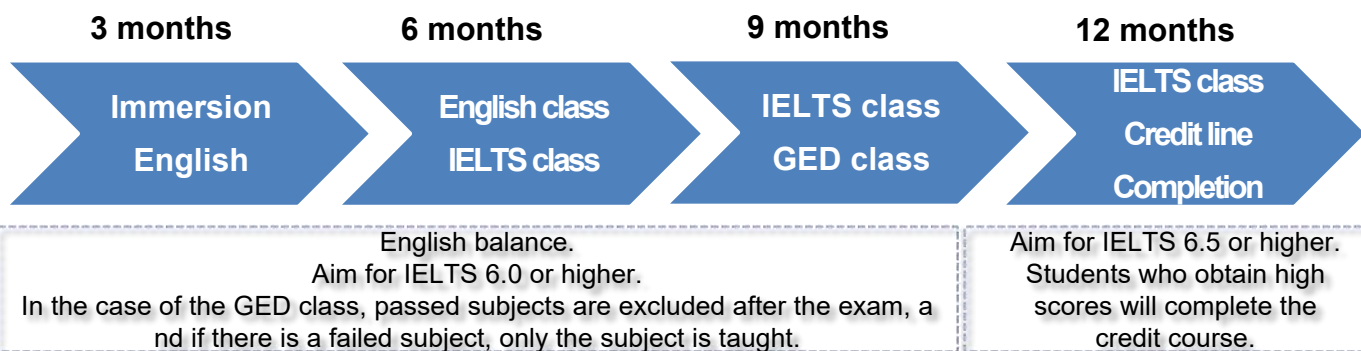 3 months
6 months
9 months
12 months
Immersion
English
English class
IELTS class
IELTS class
GED class
IELTS class
Credit line
Completion
English balance.
Aim for IELTS 6.0 or higher.
In the case of the GED class, passed subjects are excluded after the exam, a
nd if there is a failed subject, only the subject is taught.
Aim for IELTS 6.5 or higher.
Students who obtain high
scores will complete the
credit course.